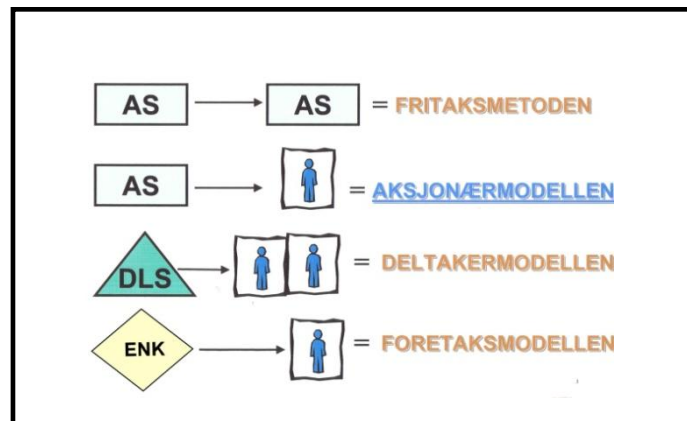 AS AS = FRITAKSMETODEN
AS = AKSJONÆRMODELLEN
DLS = DELTAKERMODELLEN
ENK = FORETAKSMODELLEN